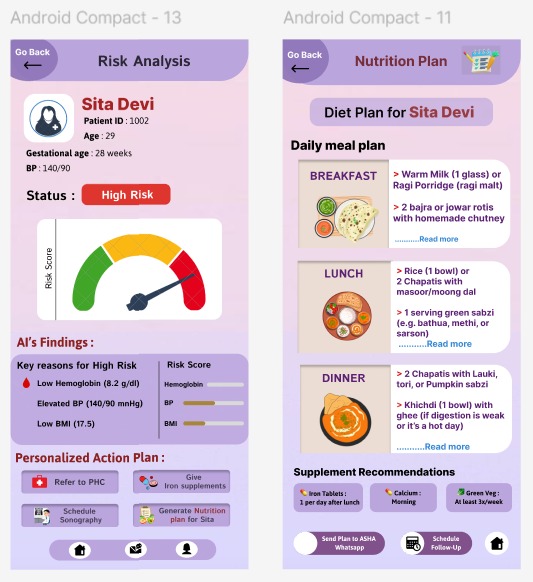 Android Compact - 13
Go Back
Risk Analysis
Sita Devi
Patient ID : 1002
Age : 29
Gestational age : 28 weeks
BP : 140/90
Status :
High Risk
Risk Score
AI's Findings :
Key reasons for High Risk
Low Hemoglobin (8.2 g/dl)
Elevated BP (140/90 mnHg)
Low BMI (17.5)
Risk Score
Hemoglobin
BP
BMI
Personalized Action Plan :
Refer to PHC
Give
Iron supplements
Schedule
Sonography
Generate Nutrition
plan for Sita
Android Compact - 11
Go Back
Nutrition Plan
Diet Plan for Sita Devi
Daily meal plan
BREAKFAST
> Warm Milk (1 glass) or
Ragi Porridge (ragi malt)
> 2 bajra or jowar rotis
with homemade chutney
...........Read more
LUNCH
> Rice (1 bowl) or
2 Chapatis with
masoor/moong dal
> 1 serving green sabzi
(e.g. bathua, methi, or
sarson)
...........Read more
DINNER
> 2 Chapatis with Lauki,
tori, or Pumpkin sabzi
> Khichdi (1 bowl) with
ghee (if digestion is weak
or it's a hot day)
...........Read more
Supplement Recommendations
Iron Tablets :
1 per day after lunch
Calcium :
Morning
Green Veg :
At least 3x/week
Send Plan to ASHA
Whatsapp
Schedule
Follow-Up